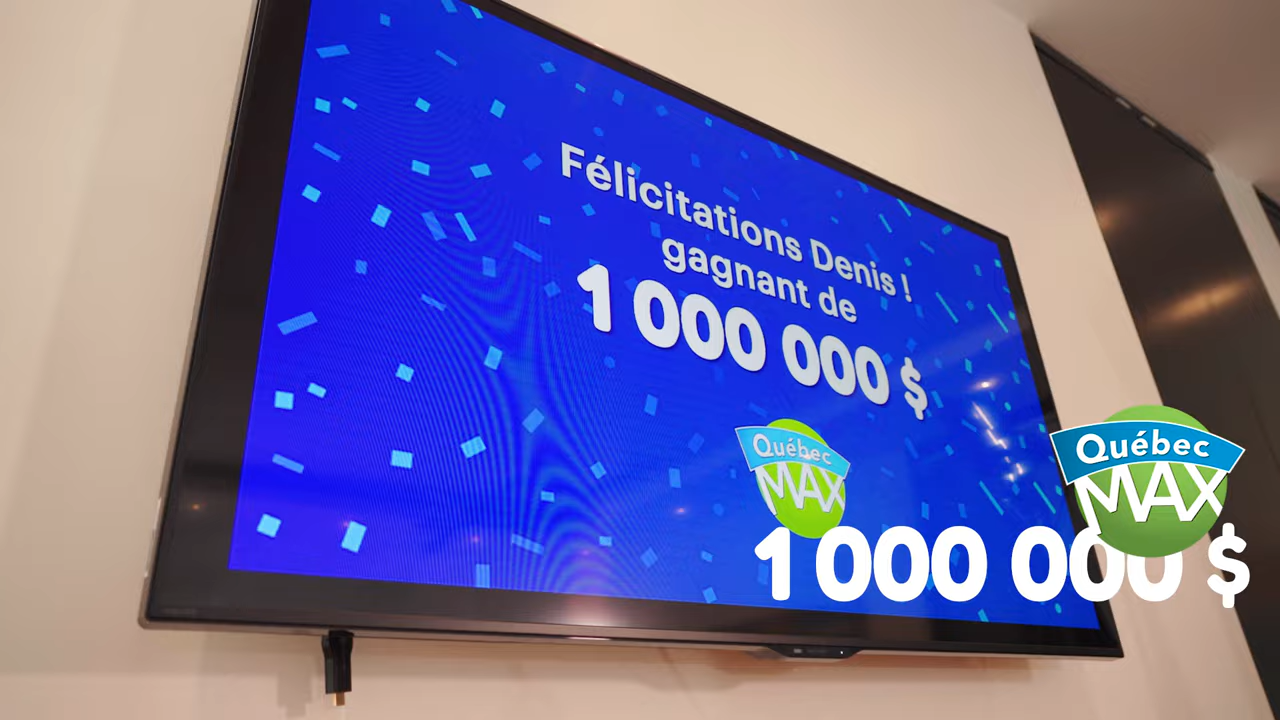 Félicitations Denis !
gagnant de
1 000 000 $
Québec
MAX
Québec
MAX
1 000 000 $